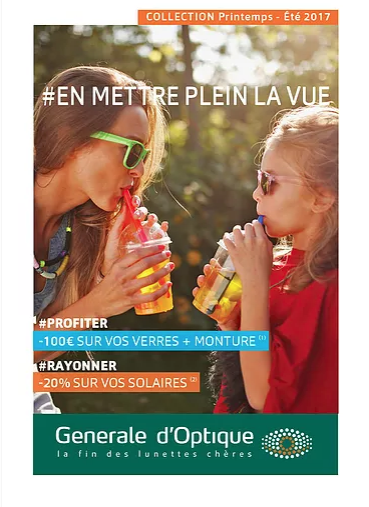 COLLECTION Printemps - Été 2017
#EN METTRE PLEIN LA VUE
#PROFITER
-100€ SUR VOS VERRES + MONTURE (1)
#RAYONNER
-20% SUR VOS SOLAIRES (2)
Generale d'Optique
la fin des lunettes chères